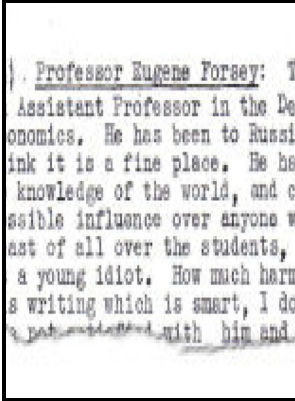 ). Professor Eugene Forsey: T
Assistant Professor in the De
onomics. He has been to Russi
ink it is a fine place. He ha
knowledge of the world, and c
ssible influence over anyone w
ast of all over the students,
a young idiot. How much harm
s writing which is smart, I do
with him and